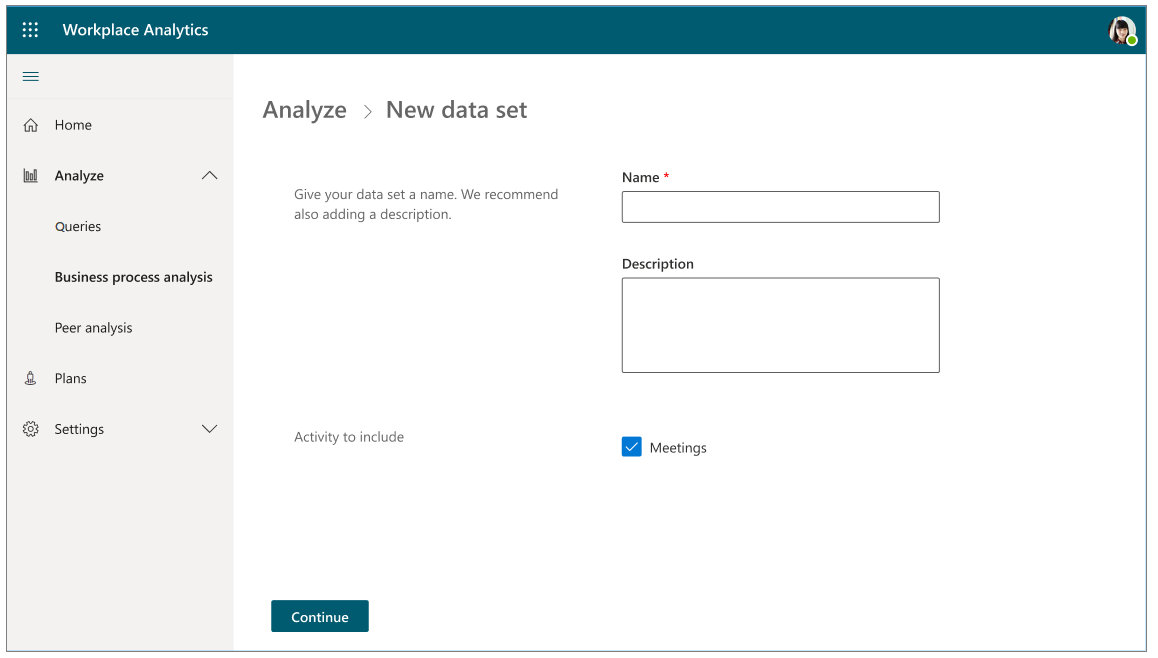 Workplace Analytics
Home
Analyze
Queries
Business process analysis
Peer analysis
Plans
Settings
Analyze > New data set
Give your data set a name. We recommend
also adding a description.
Name *
Description
Activity to include
Meetings
Continue